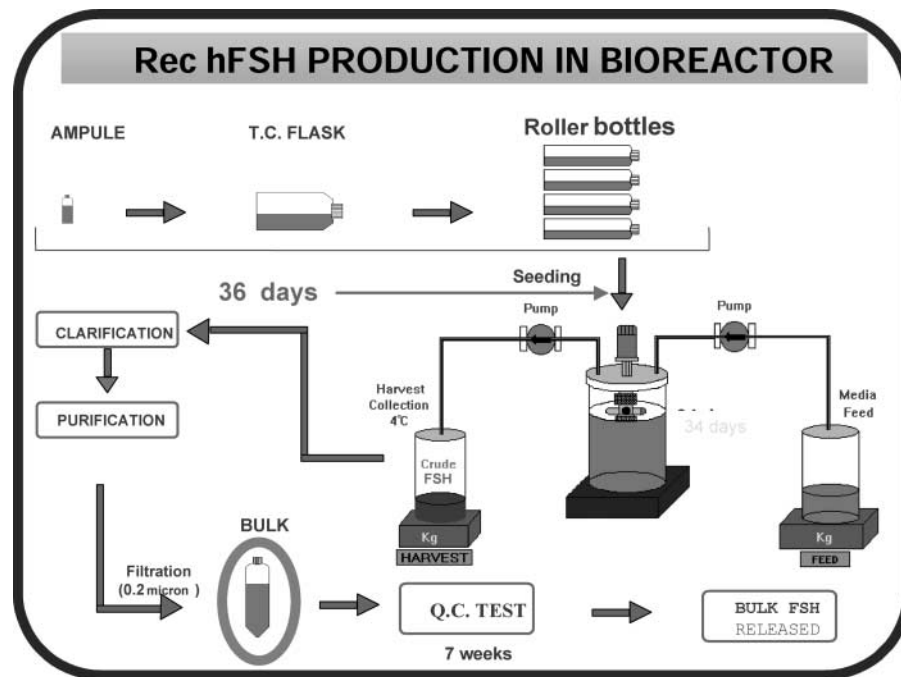 Rec hFSH PRODUCTION IN BIOREACTOR
AMPULE
T.C. FLASK
Roller bottles
Seeding
36 days
Pump
Pump
CLARIFICATION
PURIFICATION
Harvest
Collection
4°C
Crude
FSH
Kg
HARVEST
34 days
Media
Feed
Kg
FEED
BULK
Filtration
(0.2 micron)
Q.C. TEST
7 weeks
BULK FSH
RELEASED